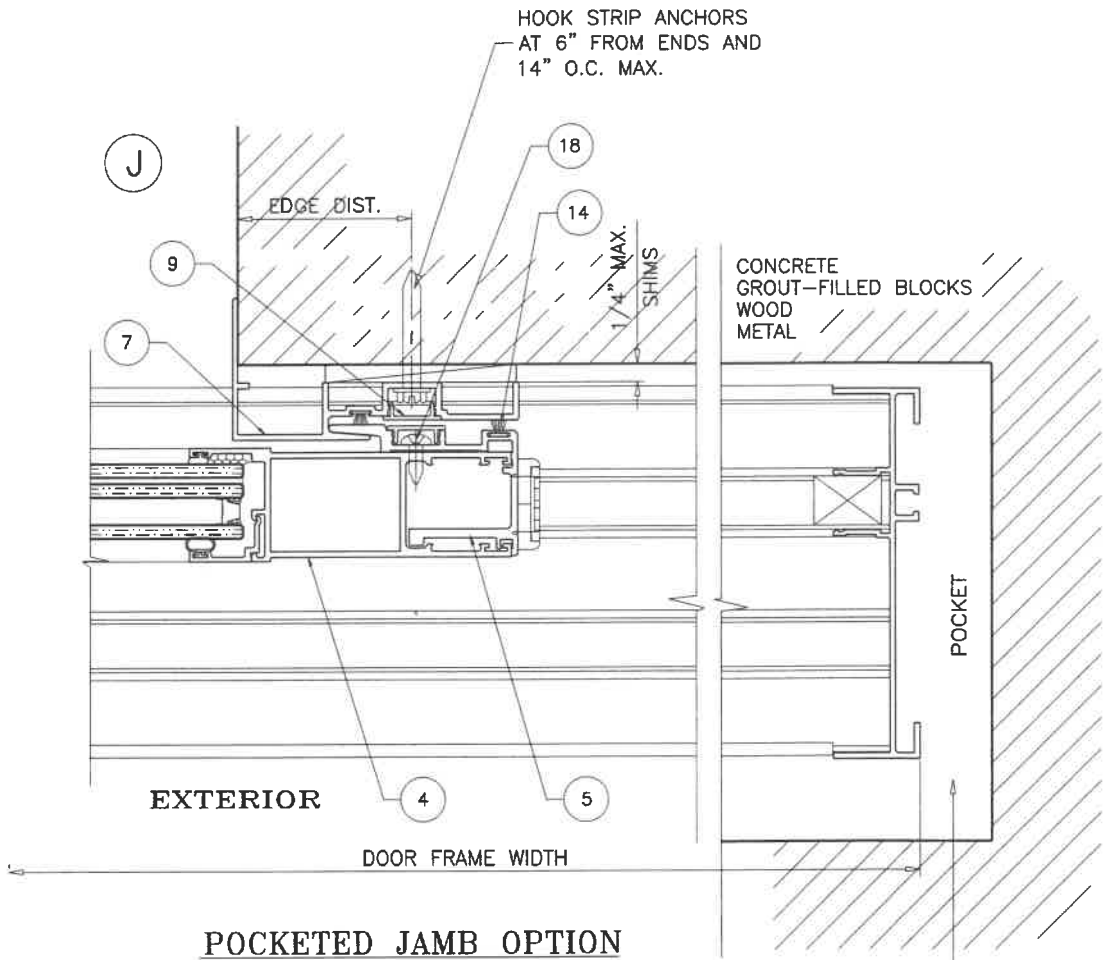 HOOK STRIP ANCHORS
AT 6" FROM ENDS AND
14" O.C. MAX.
J
18
EDGE DIST.
14
9
1/4" MAX.
SHIMS
CONCRETE
GROUT-FILLED BLOCKS
WOOD
METAL
7
POCKET
EXTERIOR
4
5
DOOR FRAME WIDTH
POCKETED JAMB OPTION